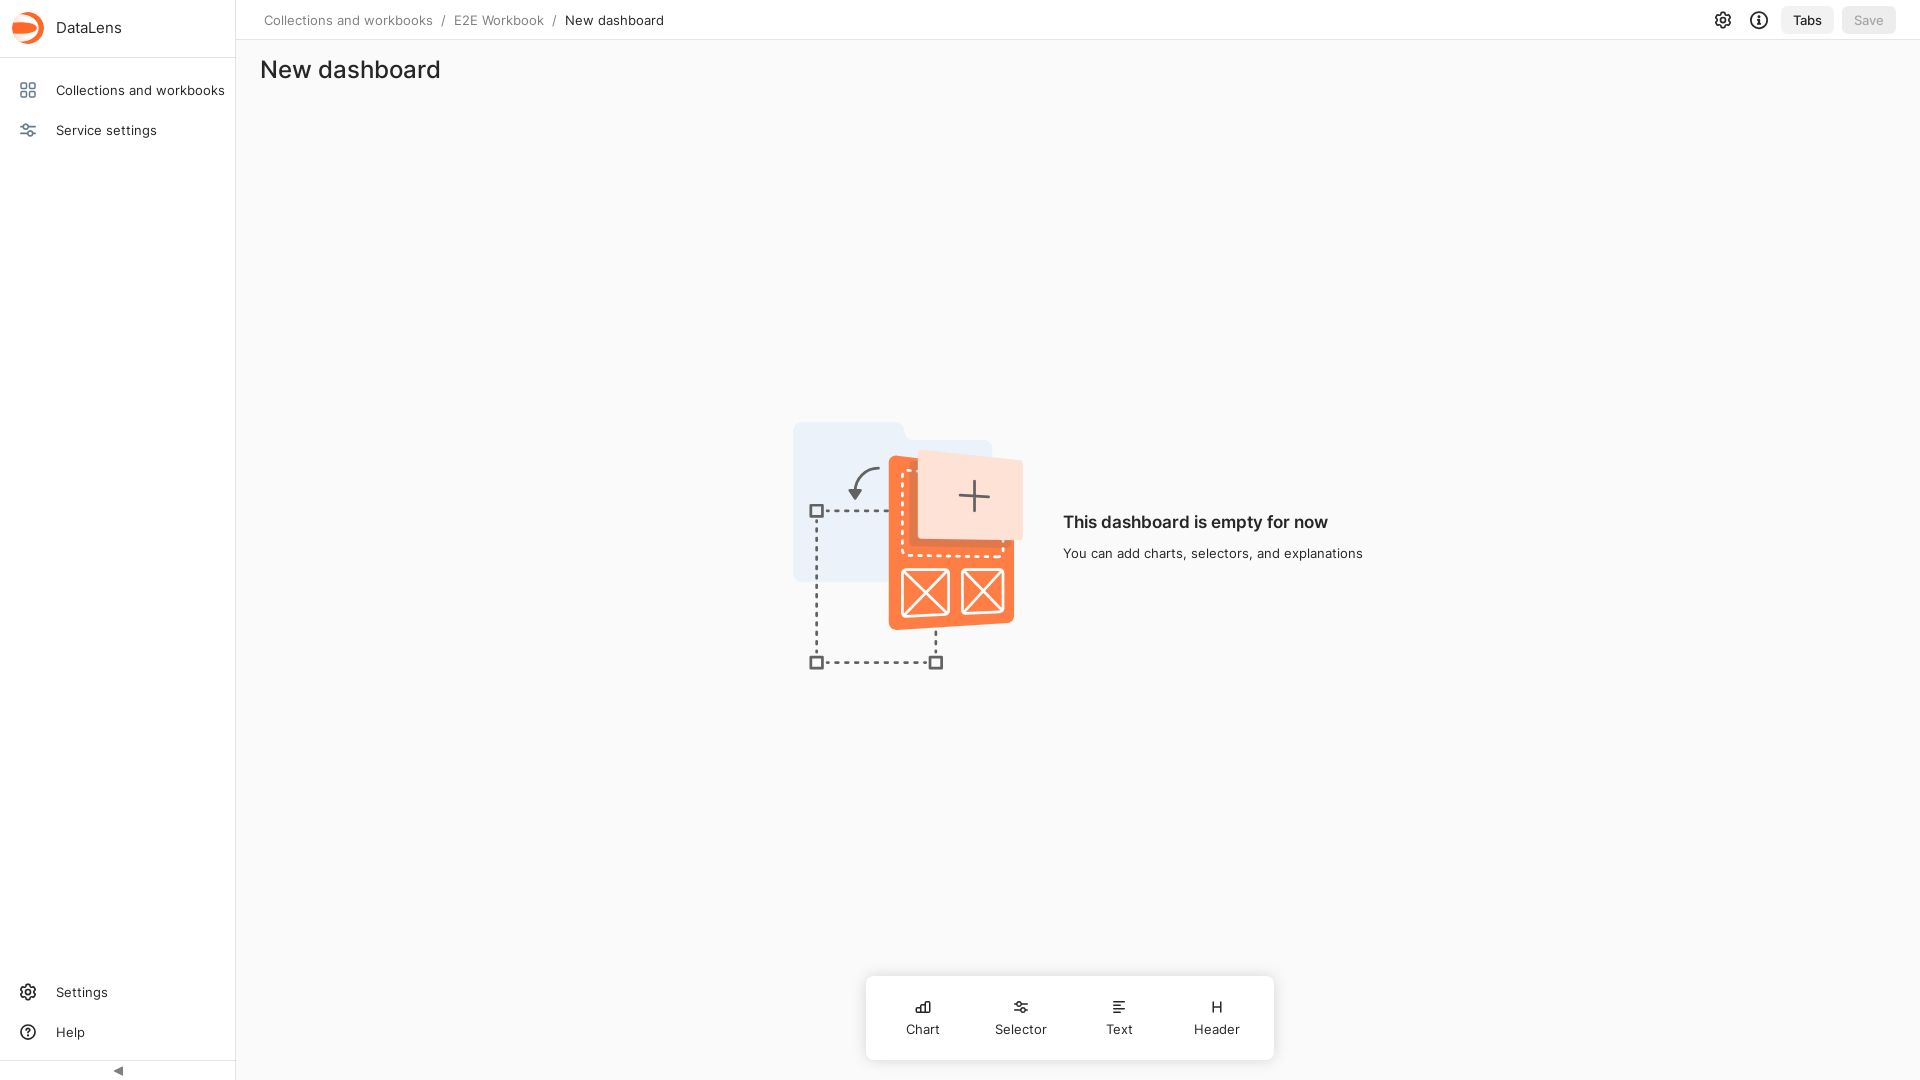 DataLens
Collections and workbooks / E2E Workbook / New dashboard
Tabs
Save
Collections and workbooks
Service settings
New dashboard
This dashboard is empty for now
You can add charts, selectors, and explanations
Chart
Selector
Text
Header
Settings
Help